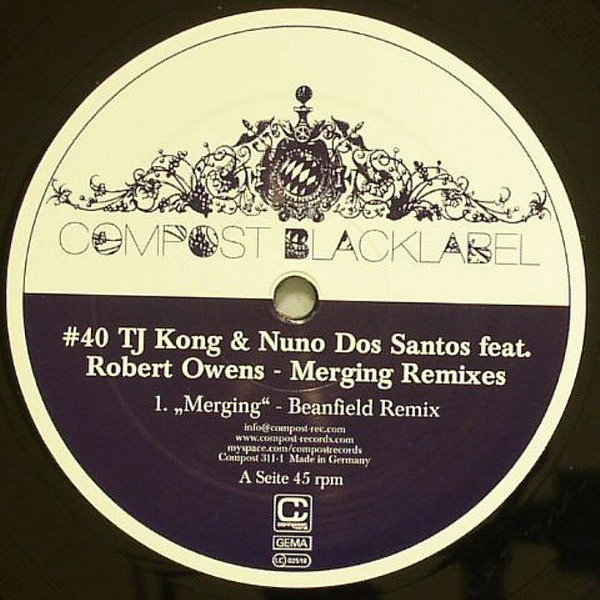 COMPOST BLACKLABEL
#40 TJ Kong & Nuno Dos Santos feat.
Robert Owens - Merging Remixes
1. „Merging“ - Beanfield Remix
info@compost-rec.com
www.compost-records.com
myspace.com/compostrecords
Compost 311-1 Made in Germany
A Seite 45 rpm
GEMA
LC 02519